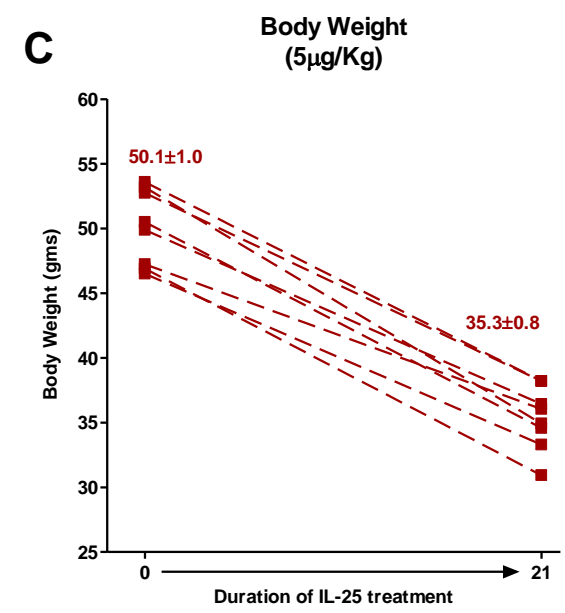 C
Body Weight
(5µg/Kg)
60
55
50
45
40
35
30
25
Body Weight (gms)
50.1±1.0
35.3±0.8
0
21
Duration of IL-25 treatment